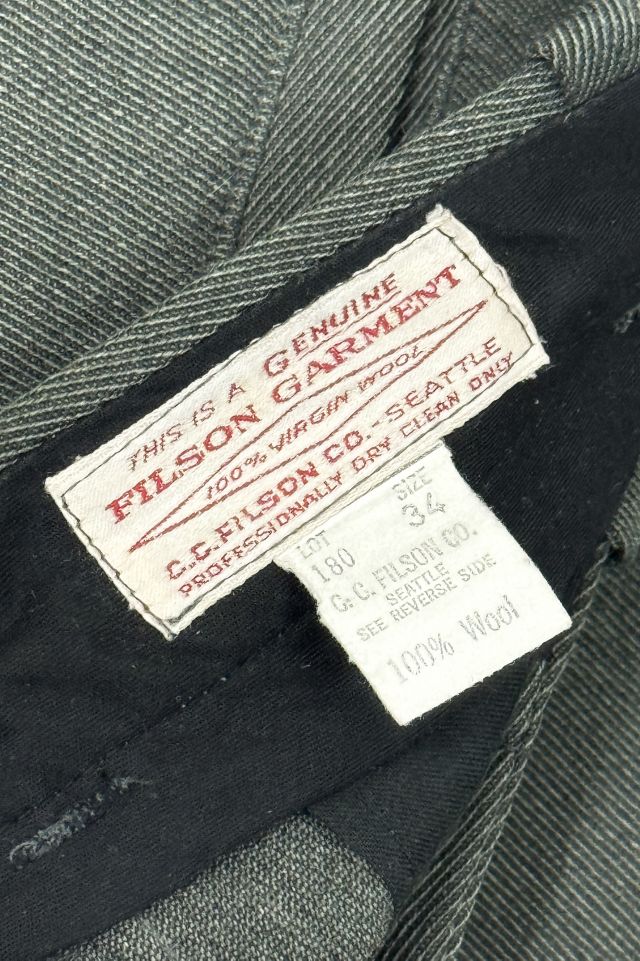 THIS IS A GENUINE
FILSON GARMENT
100% VIRGIN WOOL
C.C. FILSON CO.-SEATTLE
PROFESSIONALLY DRY CLEAN ONLY
LOT SIZE
180 34
C. C. FILSON CO.
SEATTLE
SEE REVERSE SIDE
100% Wool